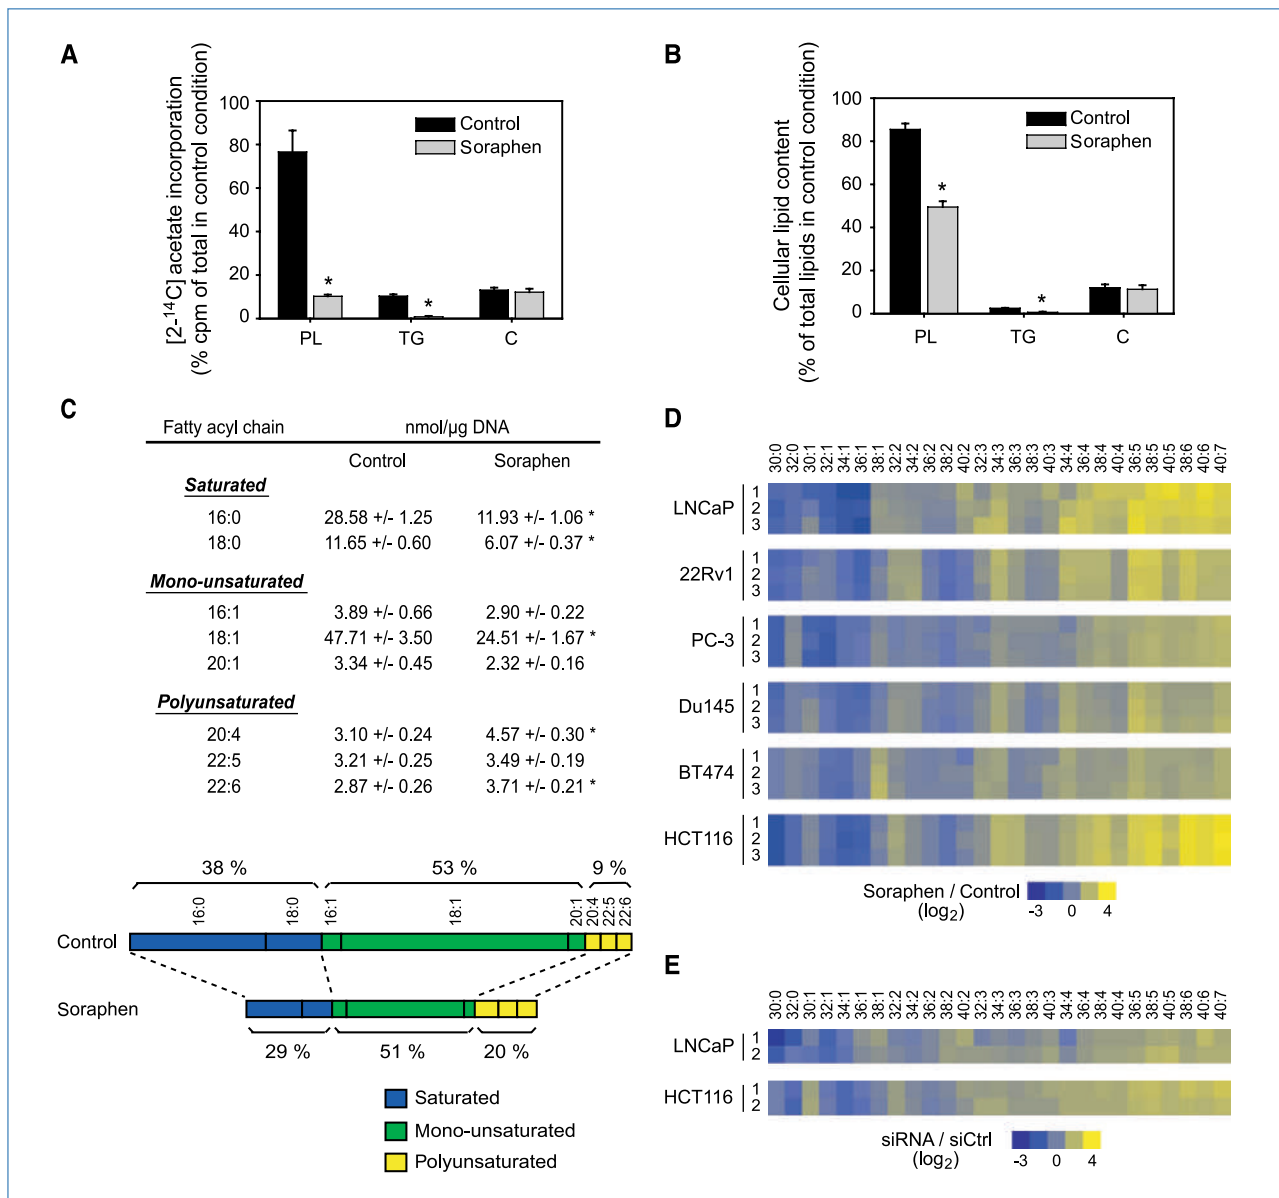 A
[2-¹⁴C] acetate incorporation
(% cpm of total in control condition)
100
80
60
40
20
0
Control
Soraphen
*
*
PL
TG
C
B
Cellular lipid content
(% of total lipids in control condition)
100
80
60
40
20
0
Control
Soraphen
*
*
PL
TG
C
C
Fatty acyl chain nmol/µg DNA
Control Soraphen
Saturated
16:0 28.58 +/- 1.25 11.93 +/- 1.06 *
18:0 11.65 +/- 0.60 6.07 +/- 0.37 *
Mono-unsaturated
16:1 3.89 +/- 0.66 2.90 +/- 0.22
18:1 47.71 +/- 3.50 24.51 +/- 1.67 *
20:1 3.34 +/- 0.45 2.32 +/- 0.16
Polyunsaturated
20:4 3.10 +/- 0.24 4.57 +/- 0.30 *
22:5 3.21 +/- 0.25 3.49 +/- 0.19
22:6 2.87 +/- 0.26 3.71 +/- 0.21 *
38 % 53 % 9 %
16:0 18:0 16:1 18:1 20:1 20:4 22:5 22:6
Control
Soraphen
29 % 51 % 20 %
Saturated
Mono-unsaturated
Polyunsaturated
D
30:0 32:0 30:1 32:1 34:1 36:1 38:1 32:2 34:2 36:2 38:2 40:2 32:3 34:3 36:3 38:3 40:3 34:4 36:4 38:4 40:4 36:5 38:5 40:5 38:6 40:6 40:7
LNCaP 1
2
3
22Rv1 1
2
3
PC-3 1
2
3
Du145 1
2
3
BT474 1
2
3
HCT116 1
2
3
Soraphen / Control
(log₂)
-3 0 4
E
30:0 32:0 30:1 32:1 34:1 36:1 38:1 32:2 34:2 36:2 38:2 40:2 32:3 34:3 36:3 38:3 40:3 34:4 36:4 38:4 40:4 36:5 38:5 40:5 38:6 40:6 40:7
LNCaP 1
2
HCT116 1
2
siRNA / siCtrl
(log₂)
-3 0 4